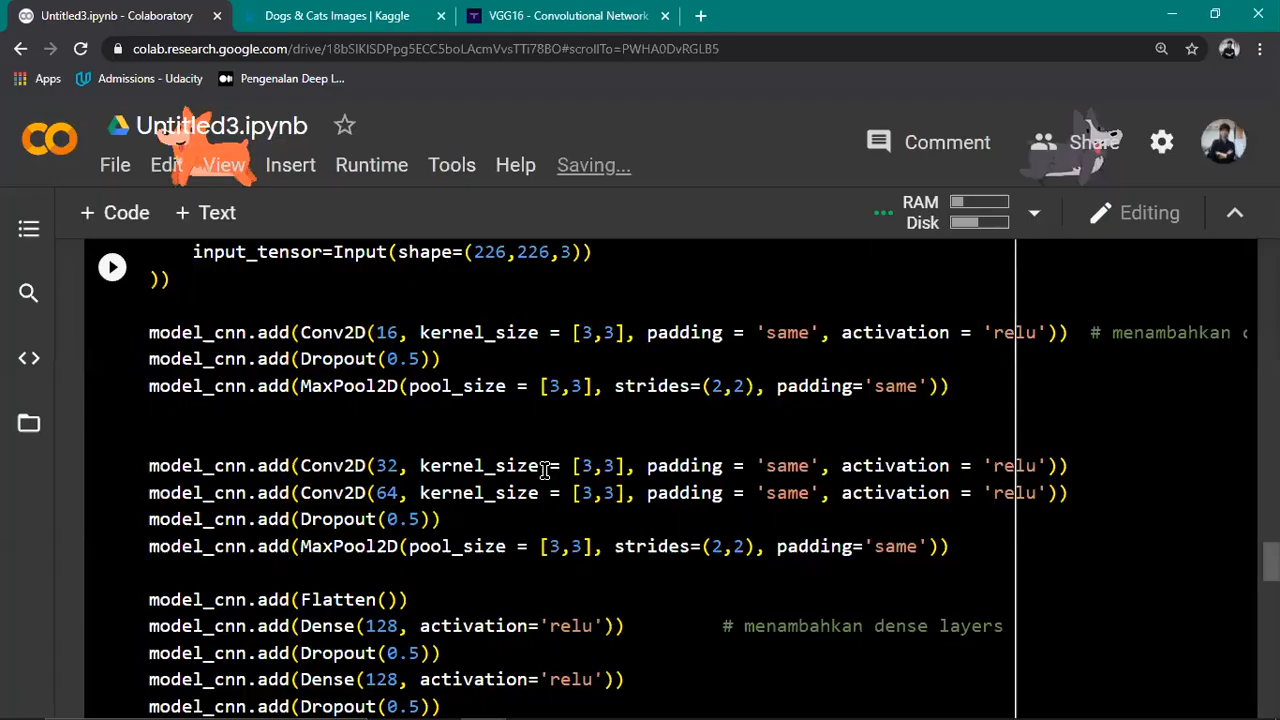 Untitled3.ipynb - Colaboratory
Dogs & Cats Images | Kaggle
VGG16 - Convolutional Network
colab.research.google.com/drive/18bSIKISDPpg5ECC5boLAcmVvsTTi78BO#scrollTo=PWHA0DvRGLB5
Apps
Admissions - Udacity
Pengenalan Deep L...
Untitled3.ipynb
Comment
Share
File Edit View Insert Runtime Tools Help Saving...
+ Code + Text
RAM
Disk
Editing
input_tensor=Input(shape=(226,226,3))
))
model_cnn.add(Conv2D(16, kernel_size = [3,3], padding = 'same', activation = 'relu')) # menambahkan
model_cnn.add(Dropout(0.5))
model_cnn.add(MaxPool2D(pool_size = [3,3], strides=(2,2), padding='same'))
model_cnn.add(Conv2D(32, kernel_size = [3,3], padding = 'same', activation = 'relu'))
model_cnn.add(Conv2D(64, kernel_size = [3,3], padding = 'same', activation = 'relu'))
model_cnn.add(Dropout(0.5))
model_cnn.add(MaxPool2D(pool_size = [3,3], strides=(2,2), padding='same'))
model_cnn.add(Flatten())
model_cnn.add(Dense(128, activation='relu')) # menambahkan dense layers
model_cnn.add(Dropout(0.5))
model_cnn.add(Dense(128, activation='relu'))
model_cnn.add(Dropout(0.5))